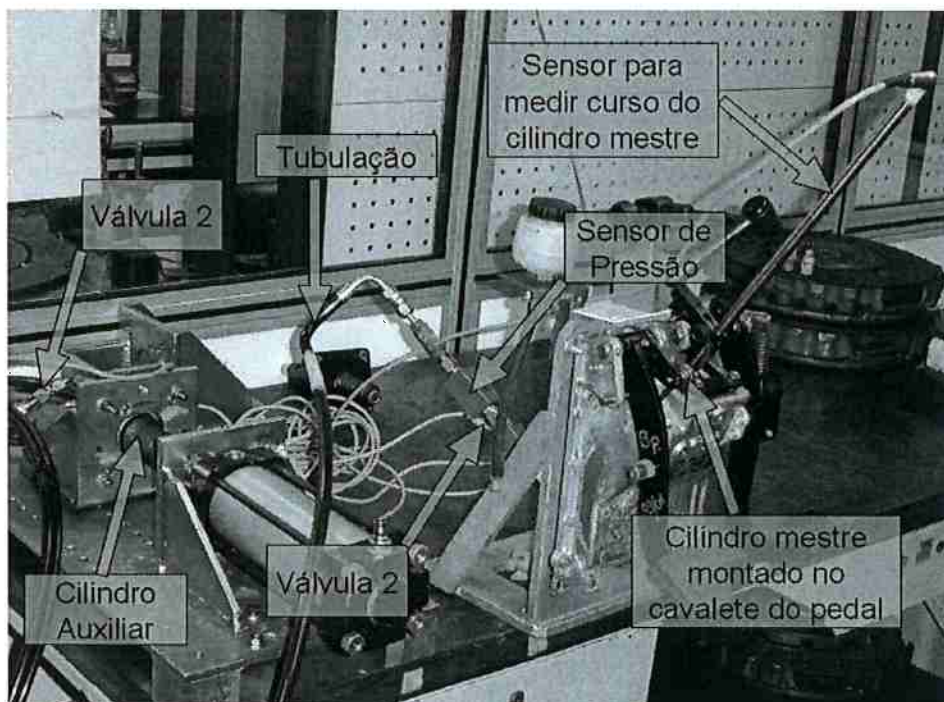 Sensor para
medir curso do
cilindro mestre
Tubulação
Válvula 2
Sensor de
Pressão
Cilindro
Auxiliar
Válvula 2
Cilindro mestre
montado no
cavalete do pedal